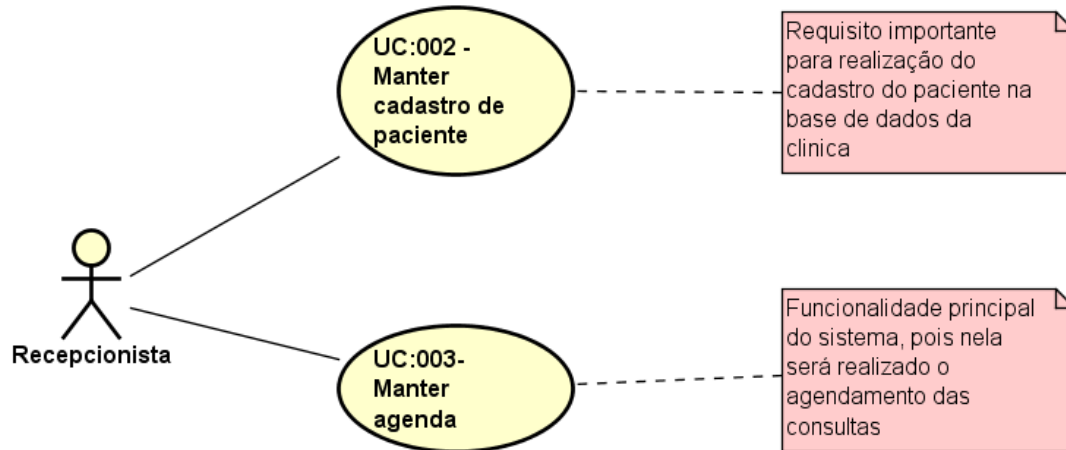 UC:002 -
Manter
cadastro de
paciente
Requisito importante
para realização do
cadastro do paciente na
base de dados da
clinica
Recepcionista
UC:003-
Manter
agenda
Funcionalidade principal
do sistema, pois nela
será realizado o
agendamento das
consultas